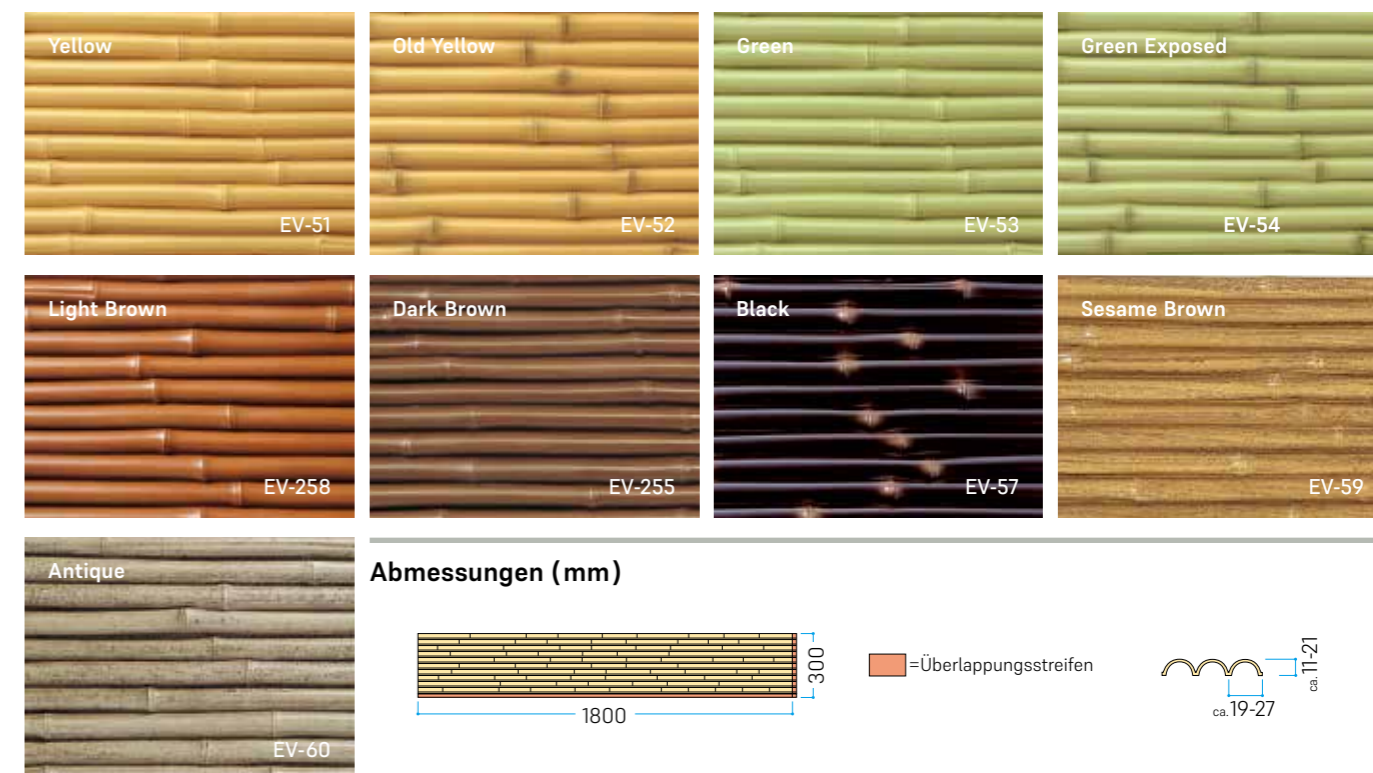 Yellow
EV-51
Old Yellow
EV-52
Green
EV-53
Green Exposed
EV-54
Light Brown
EV-258
Dark Brown
EV-255
Black
EV-57
Sesame Brown
EV-59
Antique
EV-60
Abmessungen (mm)
300
1800
=Überlappungsstreifen
ca. 11-21
ca. 19-27